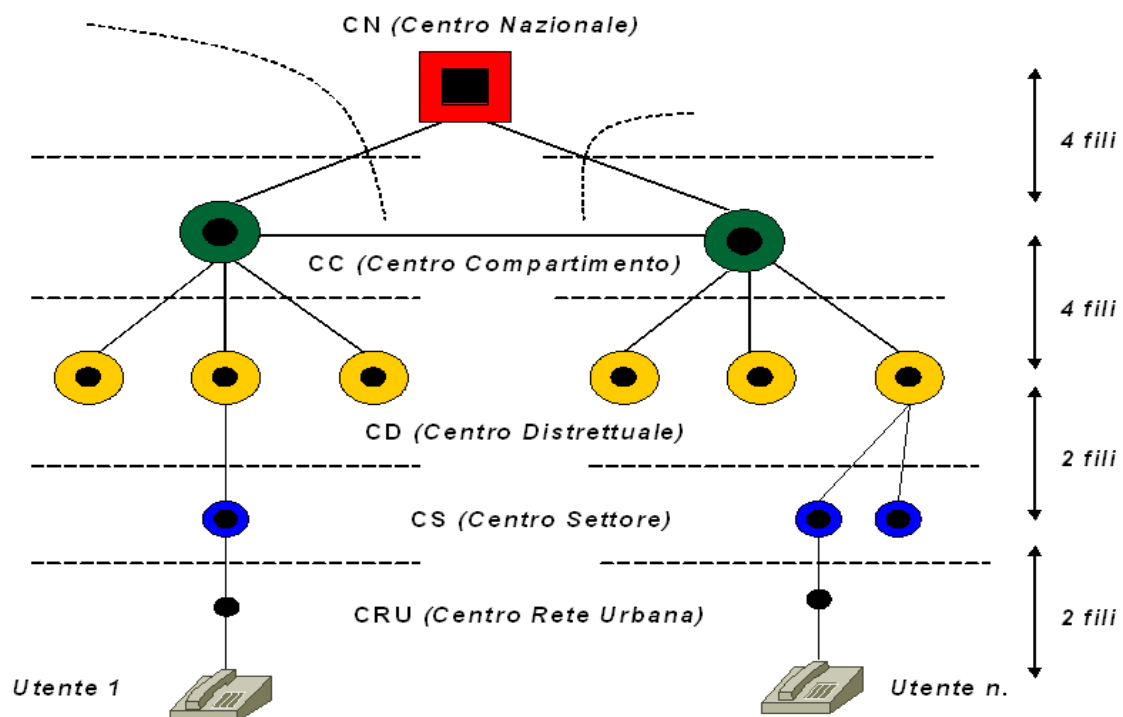 CN (Centro Nazionale)
4 fili
CC (Centro Compartimento)
4 fili
CD (Centro Distrettuale)
2 fili
CS (Centro Settore)
CRU (Centro Rete Urbana)
2 fili
Utente 1
Utente n.